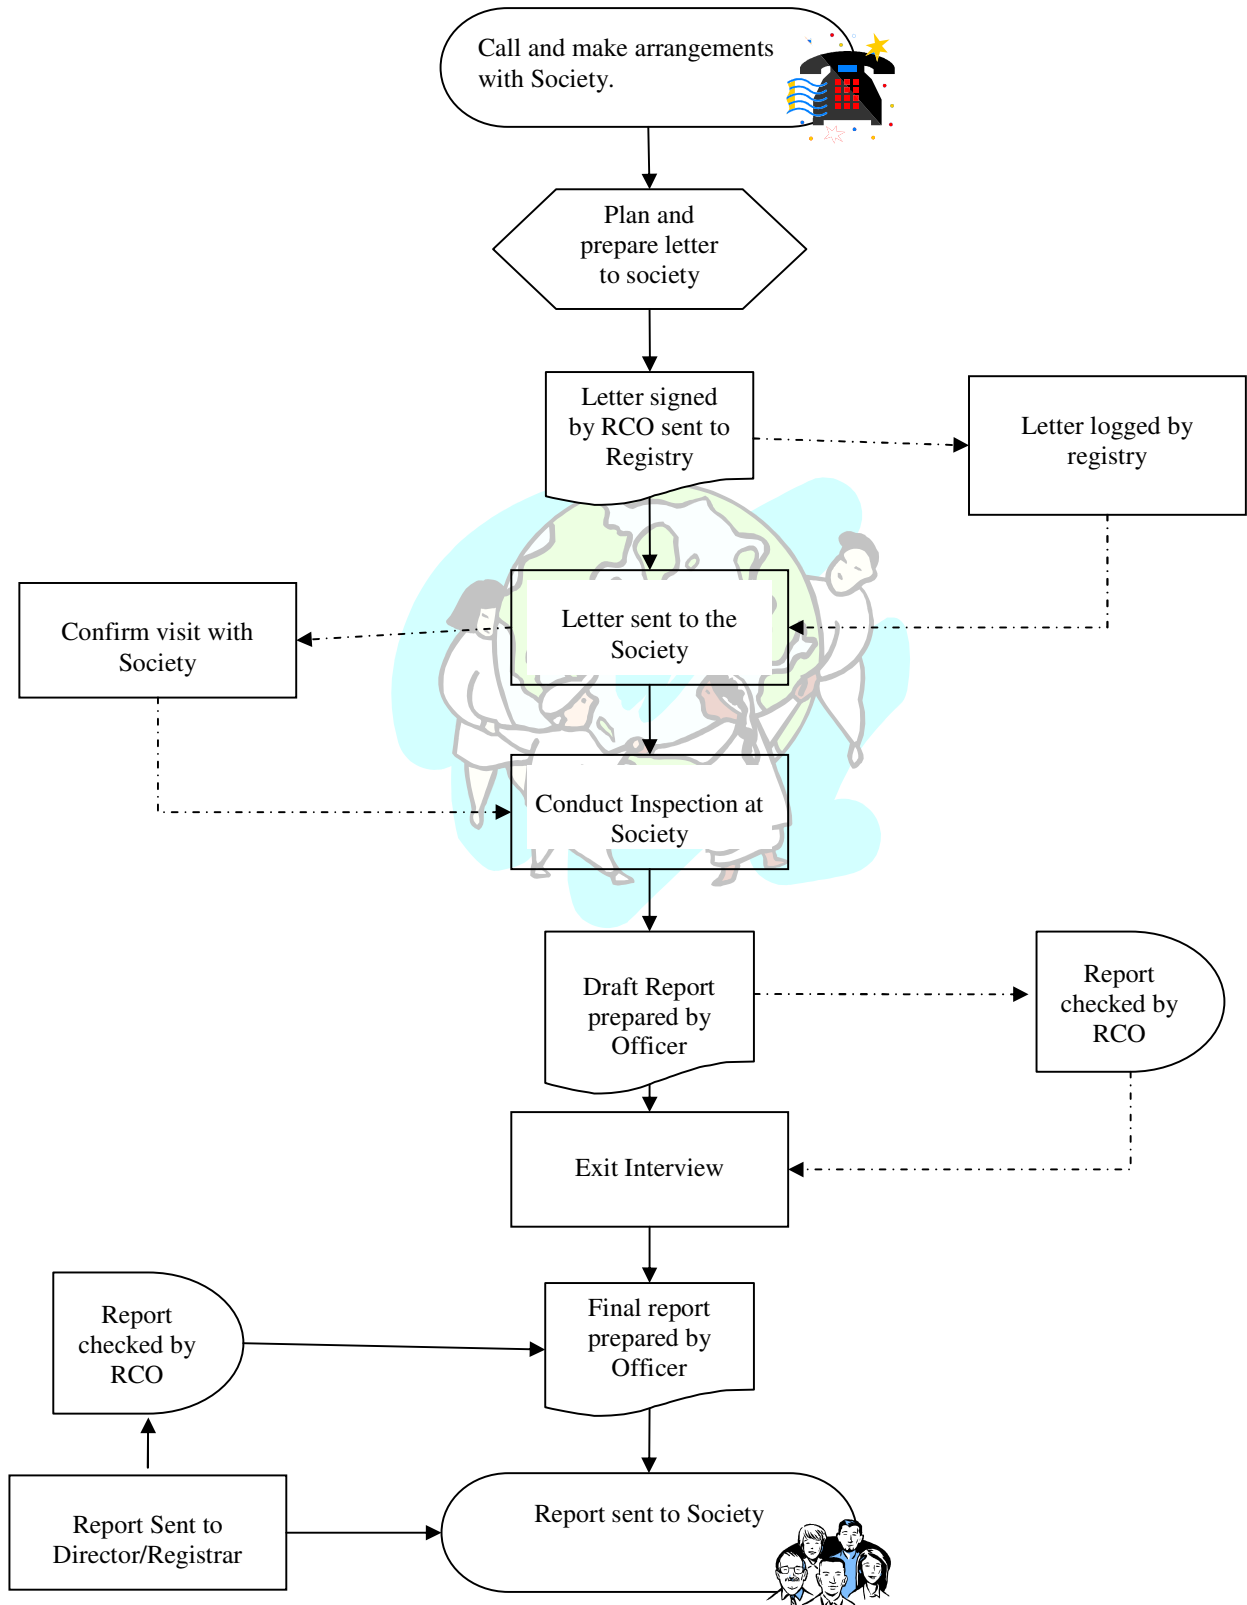 Call and make arrangements
with Society.
Plan and
prepare letter
to society
Letter signed
by RCO sent to
Registry
Letter logged by
registry
Letter sent to the
Society
Confirm visit with
Society
Conduct Inspection at
Society
Draft Report
prepared by
Officer
Report
checked by
RCO
Exit Interview
Final report
prepared by
Officer
Report
checked by
RCO
Report Sent to
Director/Registrar
Report sent to Society